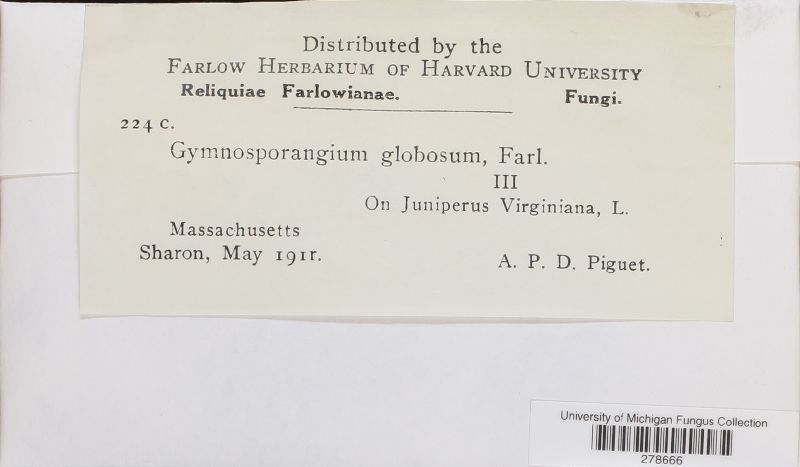 Distributed by the
FARLOW HERBARIUM OF HARVARD UNIVERSITY
Reliquiae Farlowianae. Fungi.
224 C.
Gymnosporangium globosum, Farl.
III
On Juniperus Virginiana, L.
Massachusetts
Sharon, May 1911.
A. P. D. Piguet.
University of Michigan Fungus Collection
278666